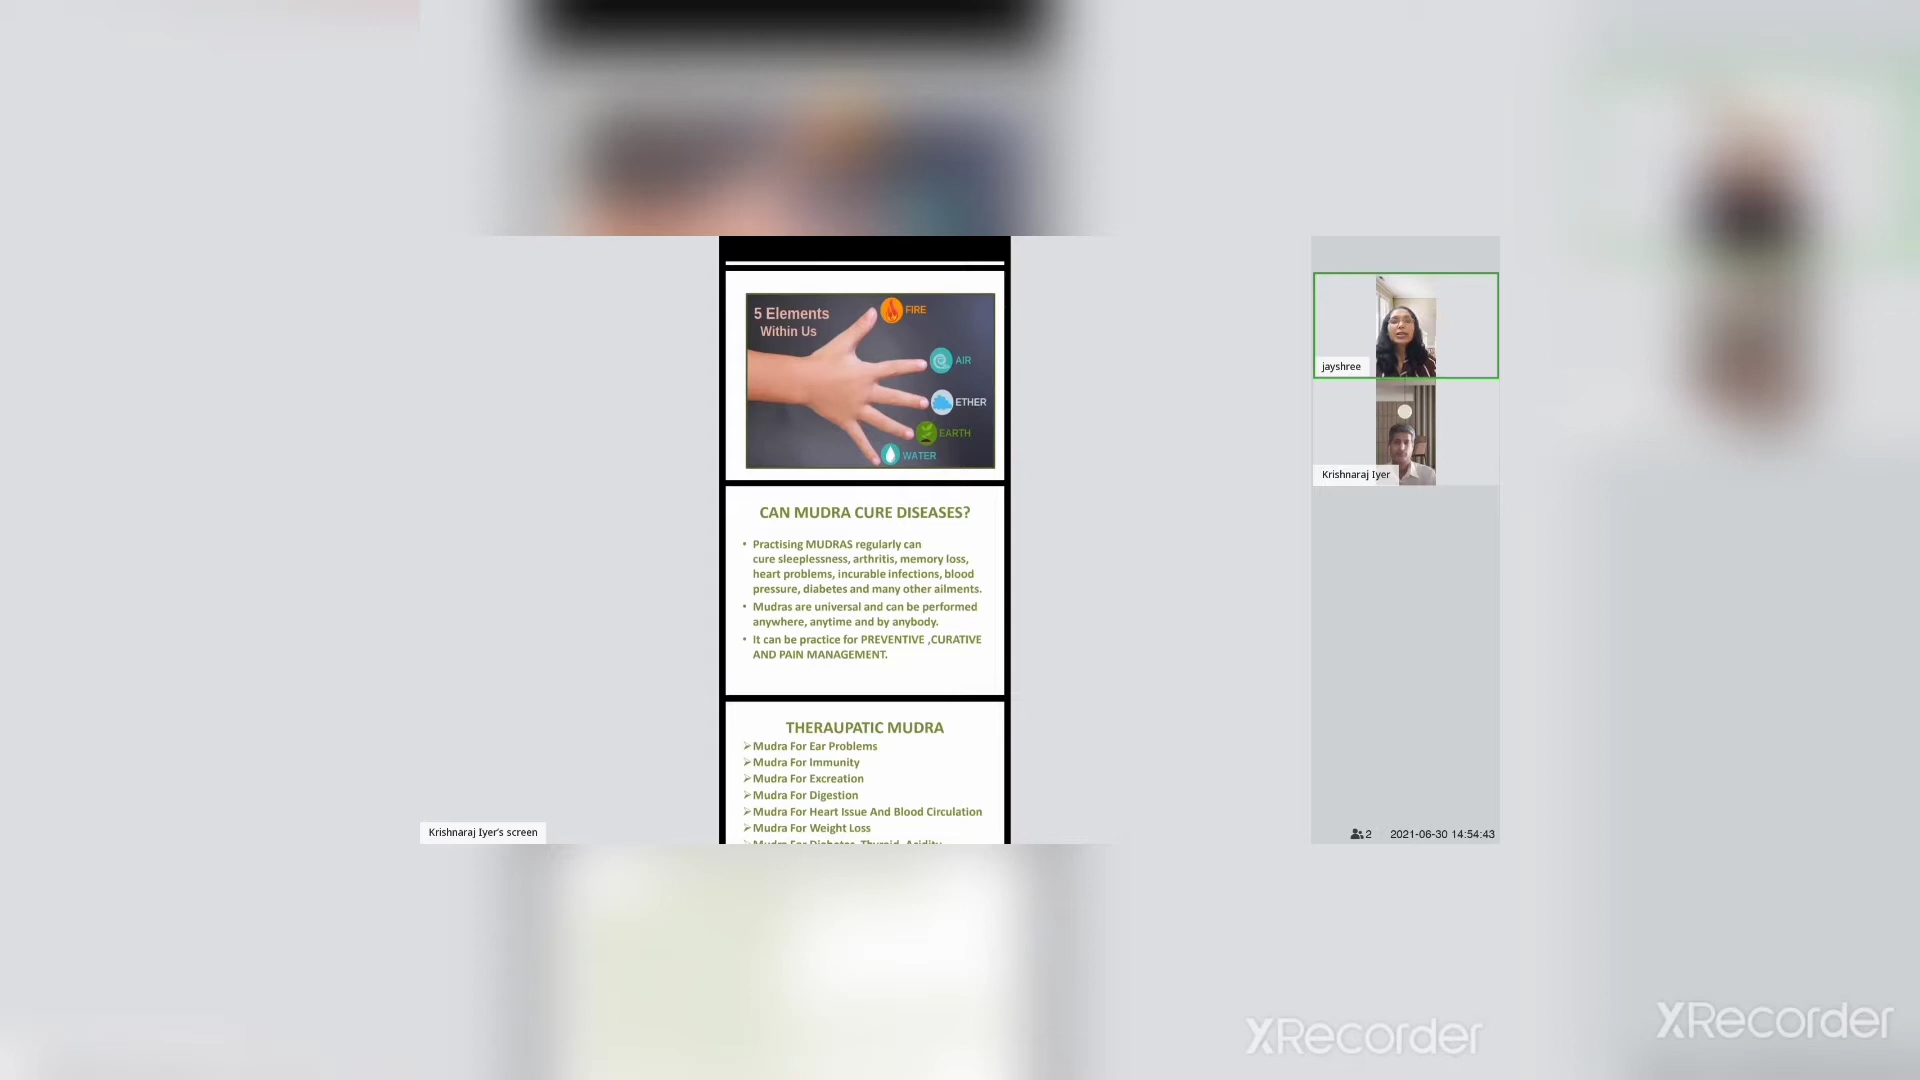 5 Elements
Within Us
FIRE
AIR
ETHER
EARTH
WATER
CAN MUDRA CURE DISEASES?
• Practising MUDRAS regularly can
cure sleeplessness, arthritis, memory loss,
heart problems, incurable infections, blood
pressure, diabetes and many other ailments.
• Mudras are universal and can be performed
anywhere, anytime and by anybody.
• It can be practice for PREVENTIVE ,CURATIVE
AND PAIN MANAGEMENT.
THERAUPATIC MUDRA
➢Mudra For Ear Problems
➢Mudra For Immunity
➢Mudra For Excreation
➢Mudra For Digestion
➢Mudra For Heart Issue And Blood Circulation
➢Mudra For Weight Loss
➢Mudra For Diabetes, Thyroid, Acidity
Krishnaraj Iyer's screen
jayshree
Krishnaraj Iyer
2 2021-06-30 14:54:43
XRecorder
XRecorder